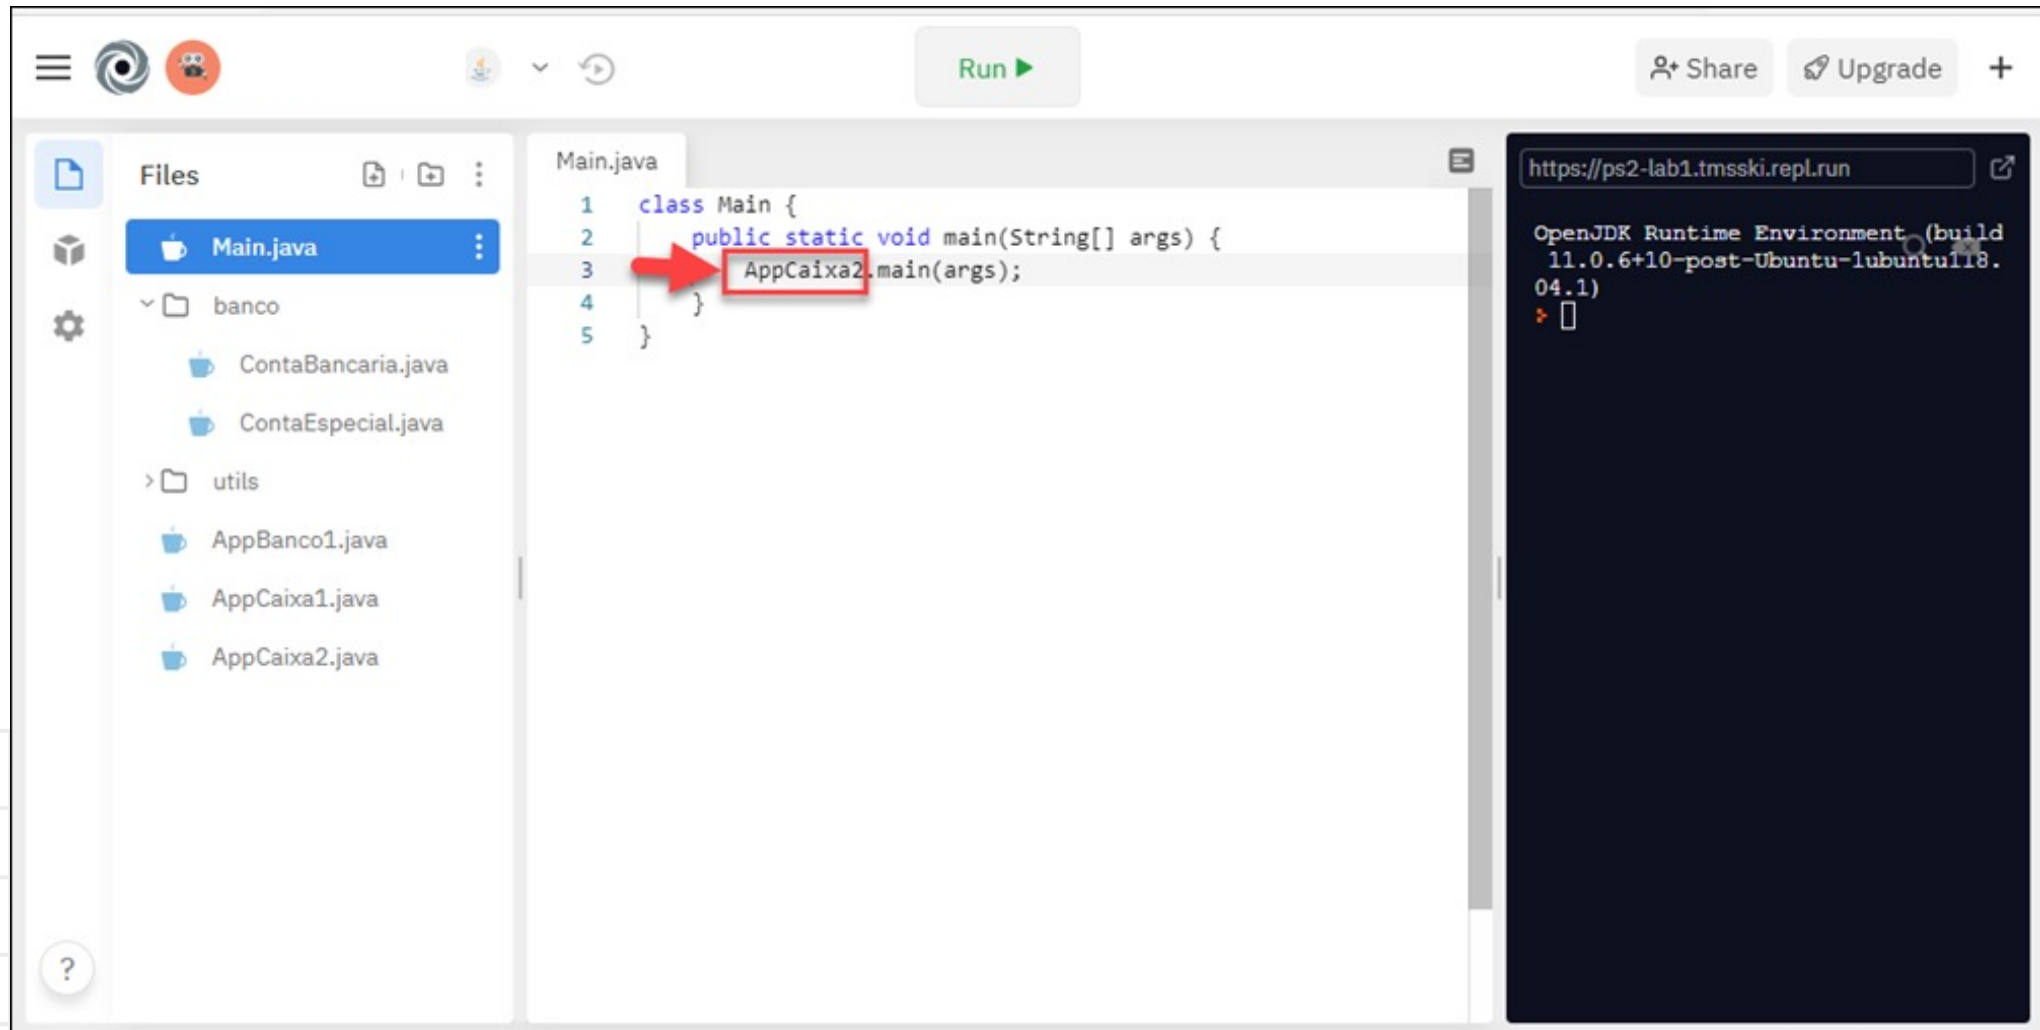 Run
Share
Upgrade
Files
Main.java
banco
ContaBancaria.java
ContaEspecial.java
utils
AppBanco1.java
AppCaixa1.java
AppCaixa2.java
?
Main.java
1 class Main {
2 public static void main(String[] args) {
3 AppCaixa2.main(args);
4 }
5 }
https://ps2-lab1.tmsski.repl.run
OpenJDK Runtime Environment (build
11.0.6+10-post-Ubuntu-1ubuntu118.
04.1)